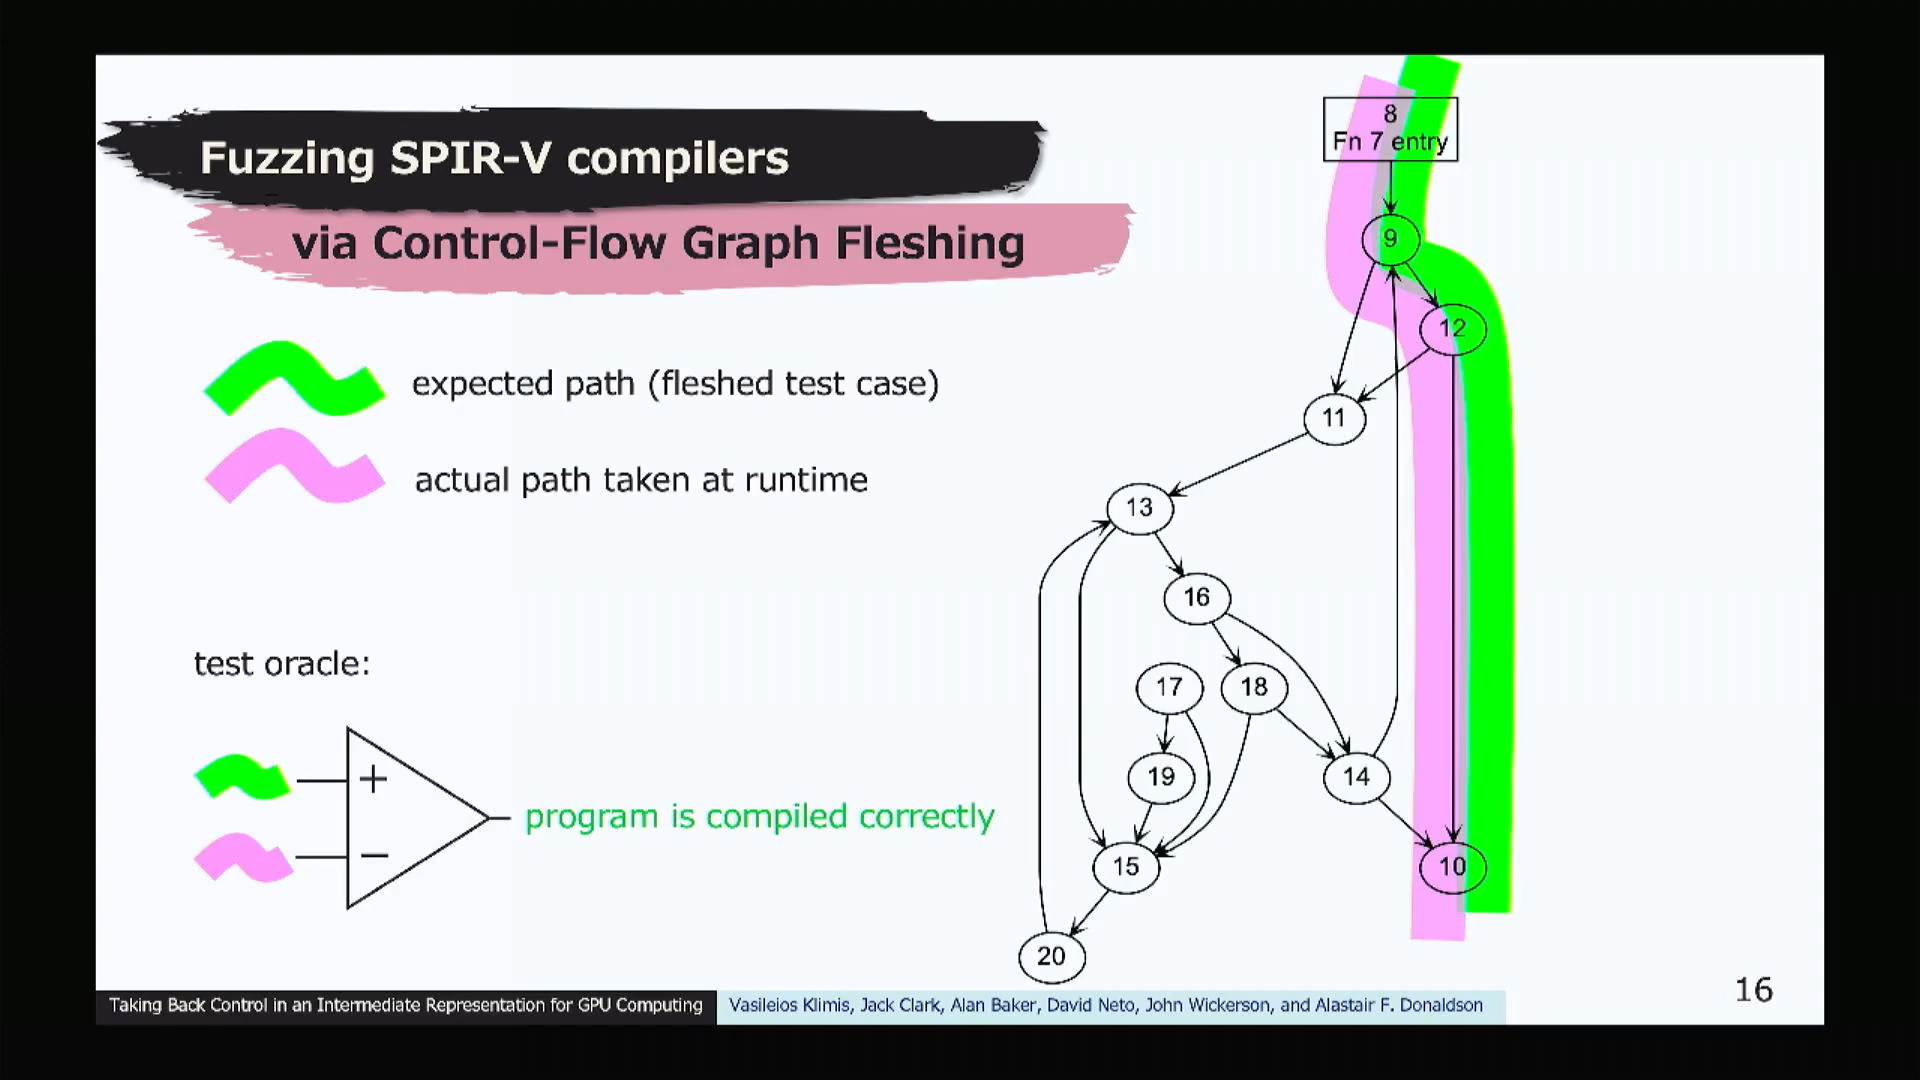 Fuzzing SPIR-V compilers
via Control-Flow Graph Fleshing
expected path (fleshed test case)
actual path taken at runtime
test oracle:
+
−
program is compiled correctly
8
Fn 7 entry
9
12
11
13
16
17
18
19
14
15
10
20
16
Taking Back Control in an Intermediate Representation for GPU Computing
Vasileios Klimis, Jack Clark, Alan Baker, David Neto, John Wickerson, and Alastair F. Donaldson